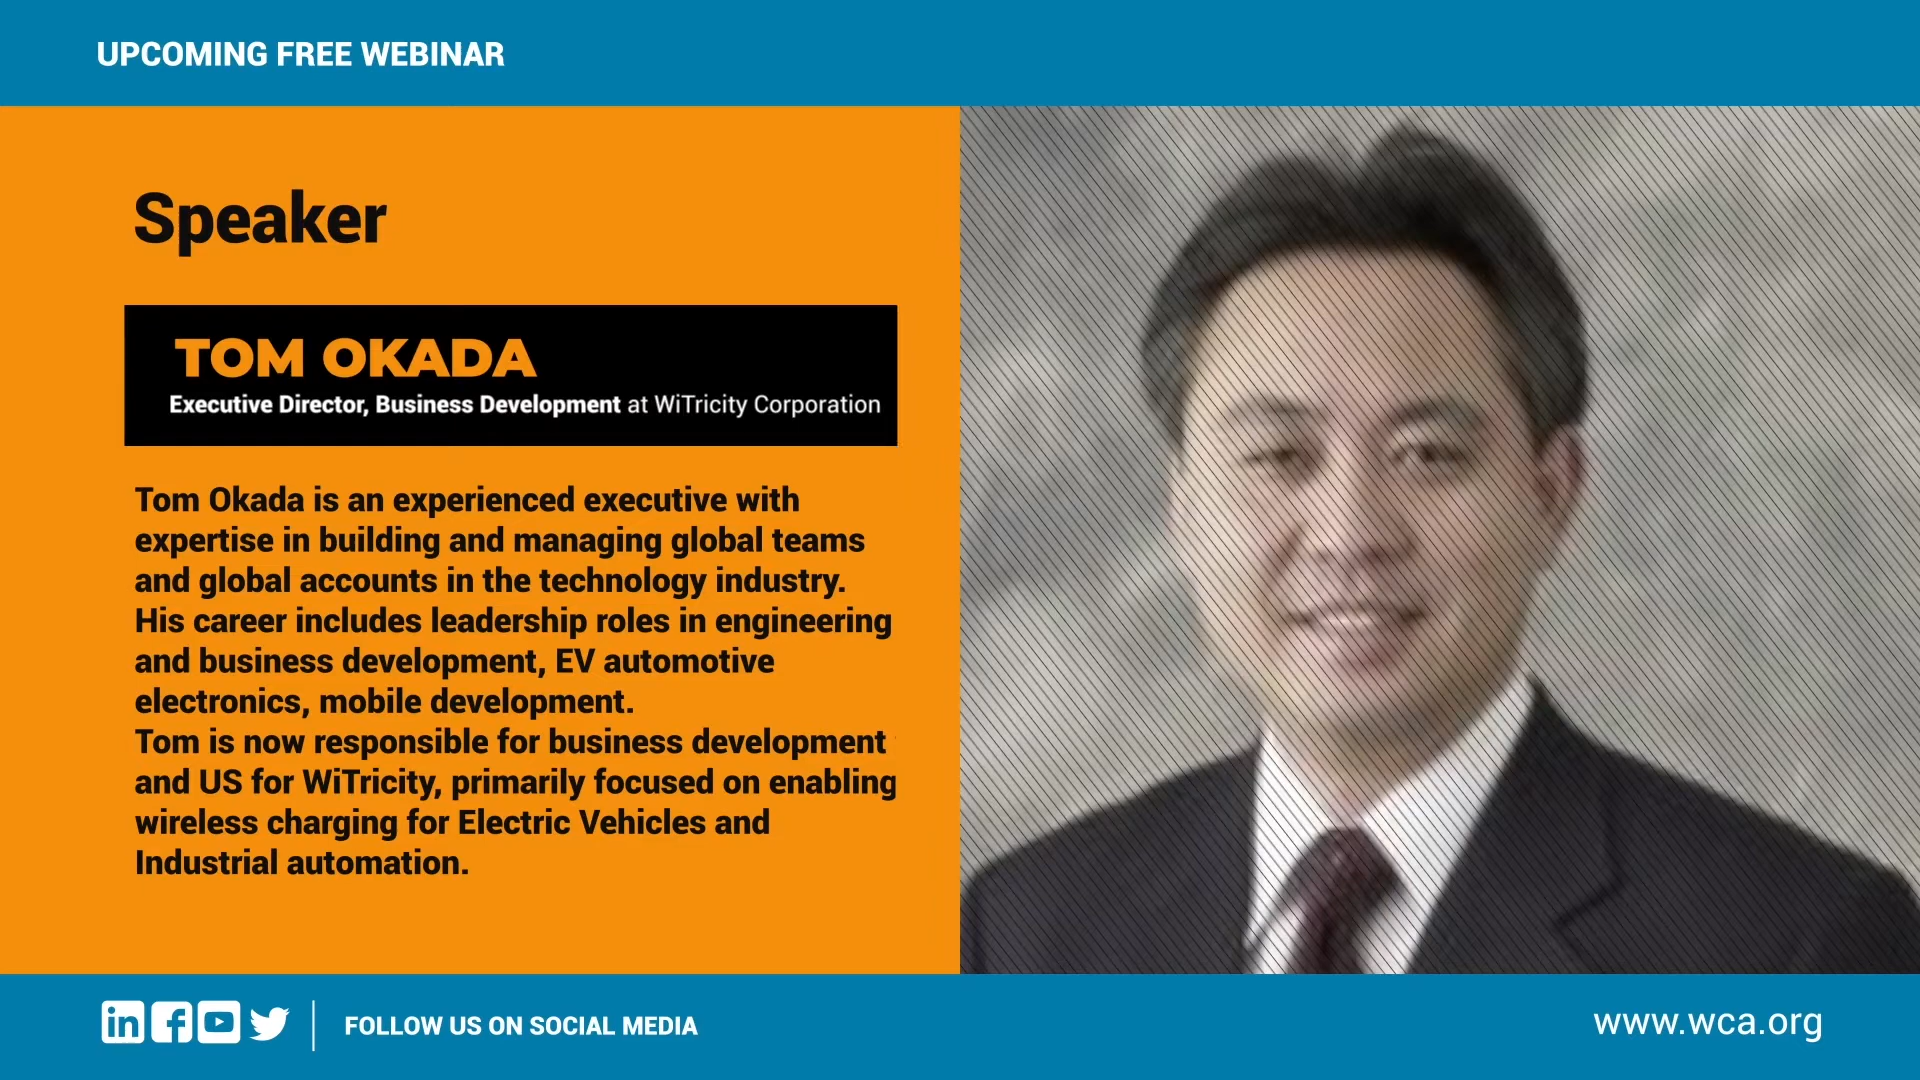 UPCOMING FREE WEBINAR
Speaker
TOM OKADA
Executive Director, Business Development at WiTricity Corporation
Tom Okada is an experienced executive with
expertise in building and managing global teams
and global accounts in the technology industry.
His career includes leadership roles in engineering
and business development, EV automotive
electronics, mobile development.
Tom is now responsible for business development
and US for WiTricity, primarily focused on enabling
wireless charging for Electric Vehicles and
Industrial automation.
in f
FOLLOW US ON SOCIAL MEDIA
www.wca.org